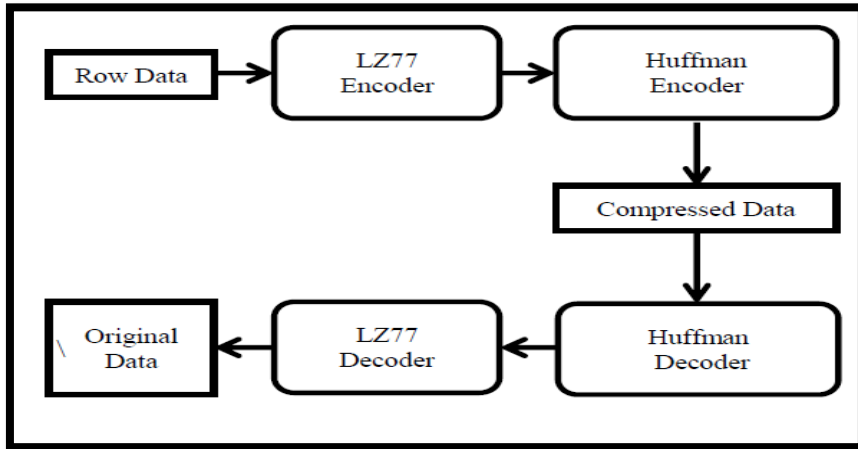 Row Data
LZ77
Encoder
Huffman
Encoder
Compressed Data
\ Original
Data
LZ77
Decoder
Huffman
Decoder